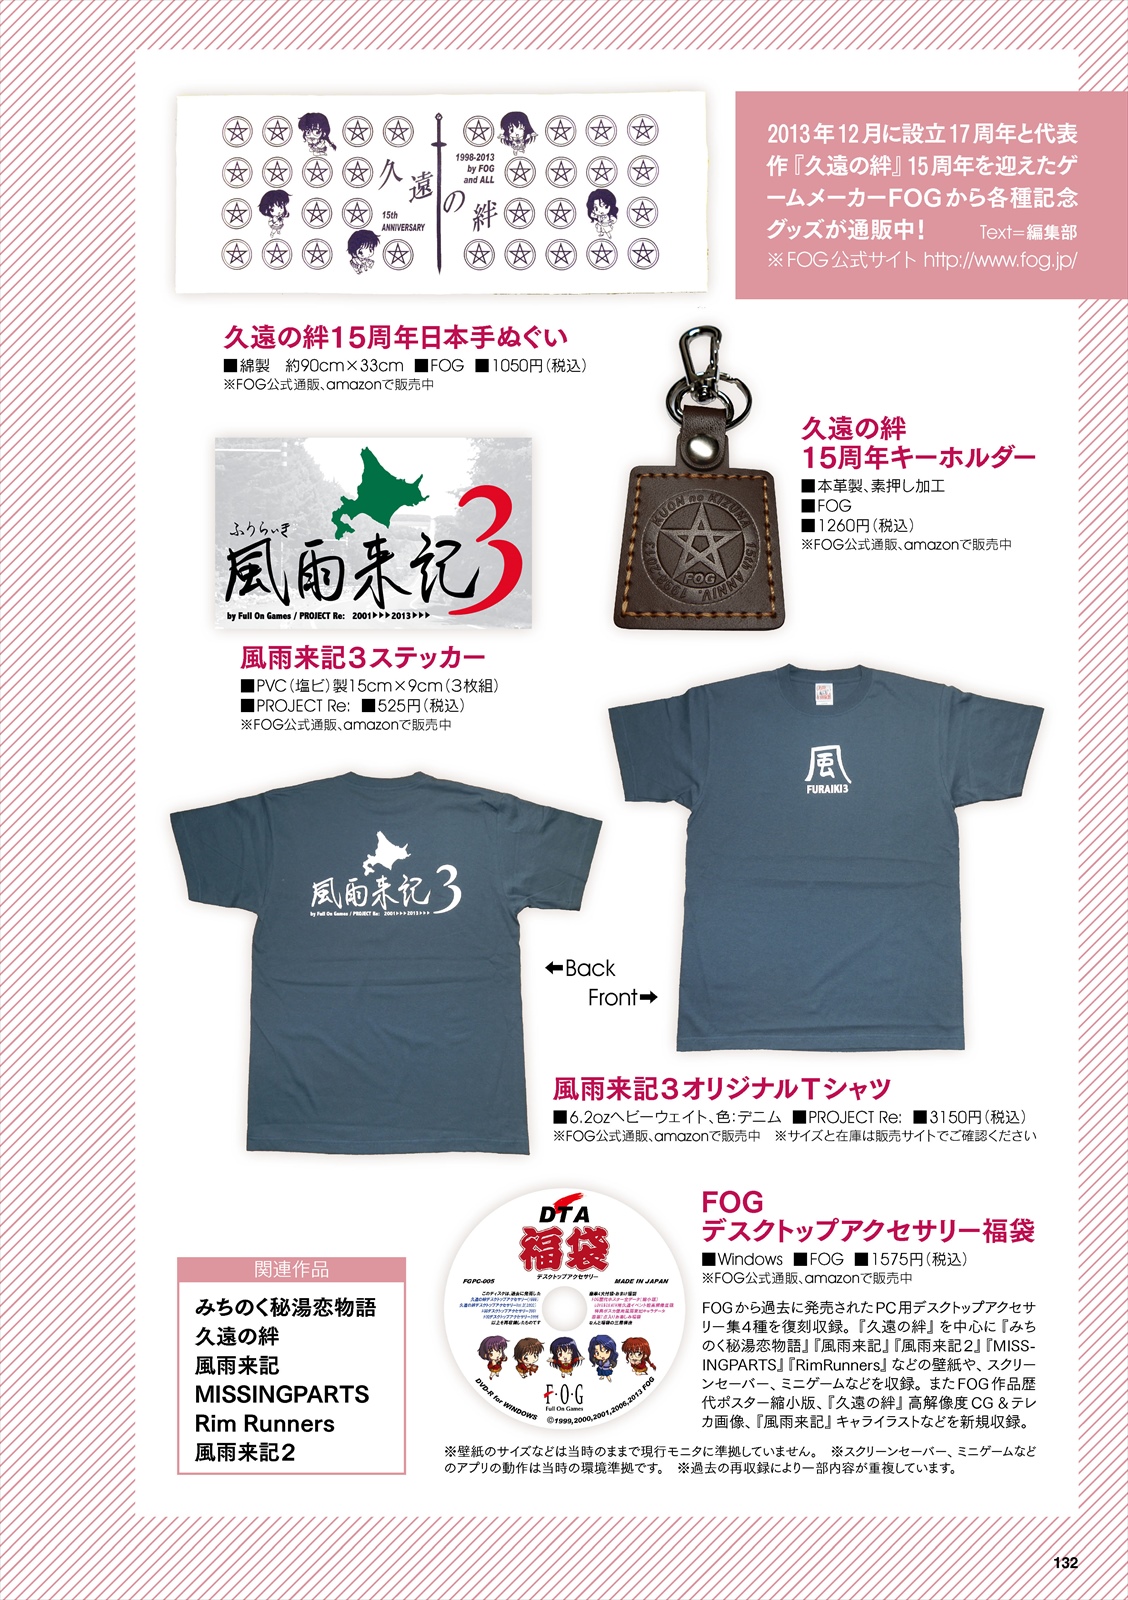 2013年12月に設立17周年と代表
作『久遠の絆』15周年を迎えたゲ
ームメーカーFOGから各種記念
グッズが通販中！ Text=編集部
※FOG公式サイト http://www.fog.jp/
久遠の絆
1998-2013
by FOG
and ALL
15th
ANNIVERSARY
久遠の絆15周年日本手ぬぐい
■綿製　約90cm×33cm ■FOG ■1050円（税込）
※FOG公式通販、amazonで販売中
久遠の絆
15周年キーホルダー
■本革製、素押し加工
■FOG
■1260円（税込）
※FOG公式通販、amazonで販売中
KUON no KIZUNA 15th ANNIV. 1998-2013
FOG
ふうらいき
風雨来記3
by Full On Games / PROJECT Re: 2001▶▶▶2013▶▶▶
風雨来記3ステッカー
■PVC（塩ビ）製15cm×9cm（3枚組）
■PROJECT Re: ■525円（税込）
※FOG公式通販、amazonで販売中
風
FURAIKI3
風雨来記3
by Full On Games / PROJECT Re: 2001▶▶▶2013▶▶▶
←Back
Front→
風雨来記3オリジナルTシャツ
■6.2ozヘビーウェイト、色：デニム ■PROJECT Re: ■3150円（税込）
※FOG公式通販、amazonで販売中　※サイズと在庫は販売サイトでご確認ください
DTA
福袋
デスクトップアクセサリー
FGPC-005
MADE IN JAPAN
DVD-R for WINDOWS
F・O・G
Full On Games
©1999,2000,2001,2006,2013 FOG
FOG
デスクトップアクセサリー福袋
■Windows ■FOG ■1575円（税込）
※FOG公式通販、amazonで販売中
FOGから過去に発売されたPC用デスクトップアクセサ
リー集4種を復刻収録。『久遠の絆』を中心に『みち
のく秘湯恋物語』『風雨来記』『風雨来記2』『MISS-
INGPARTS』『RimRunners』などの壁紙や、スクリー
ンセーバー、ミニゲームなどを収録。またFOG作品歴
代ポスター縮小版、『久遠の絆』高解像度CG＆テレ
カ画像、『風雨来記』キャライラストなどを新規収録。
※壁紙のサイズなどは当時のままで現行モニタに準拠していません。　※スクリーンセーバー、ミニゲームなど
のアプリの動作は当時の環境準拠です。　※過去の再収録により一部内容が重複しています。
関連作品
みちのく秘湯恋物語
久遠の絆
風雨来記
MISSINGPARTS
Rim Runners
風雨来記2
132